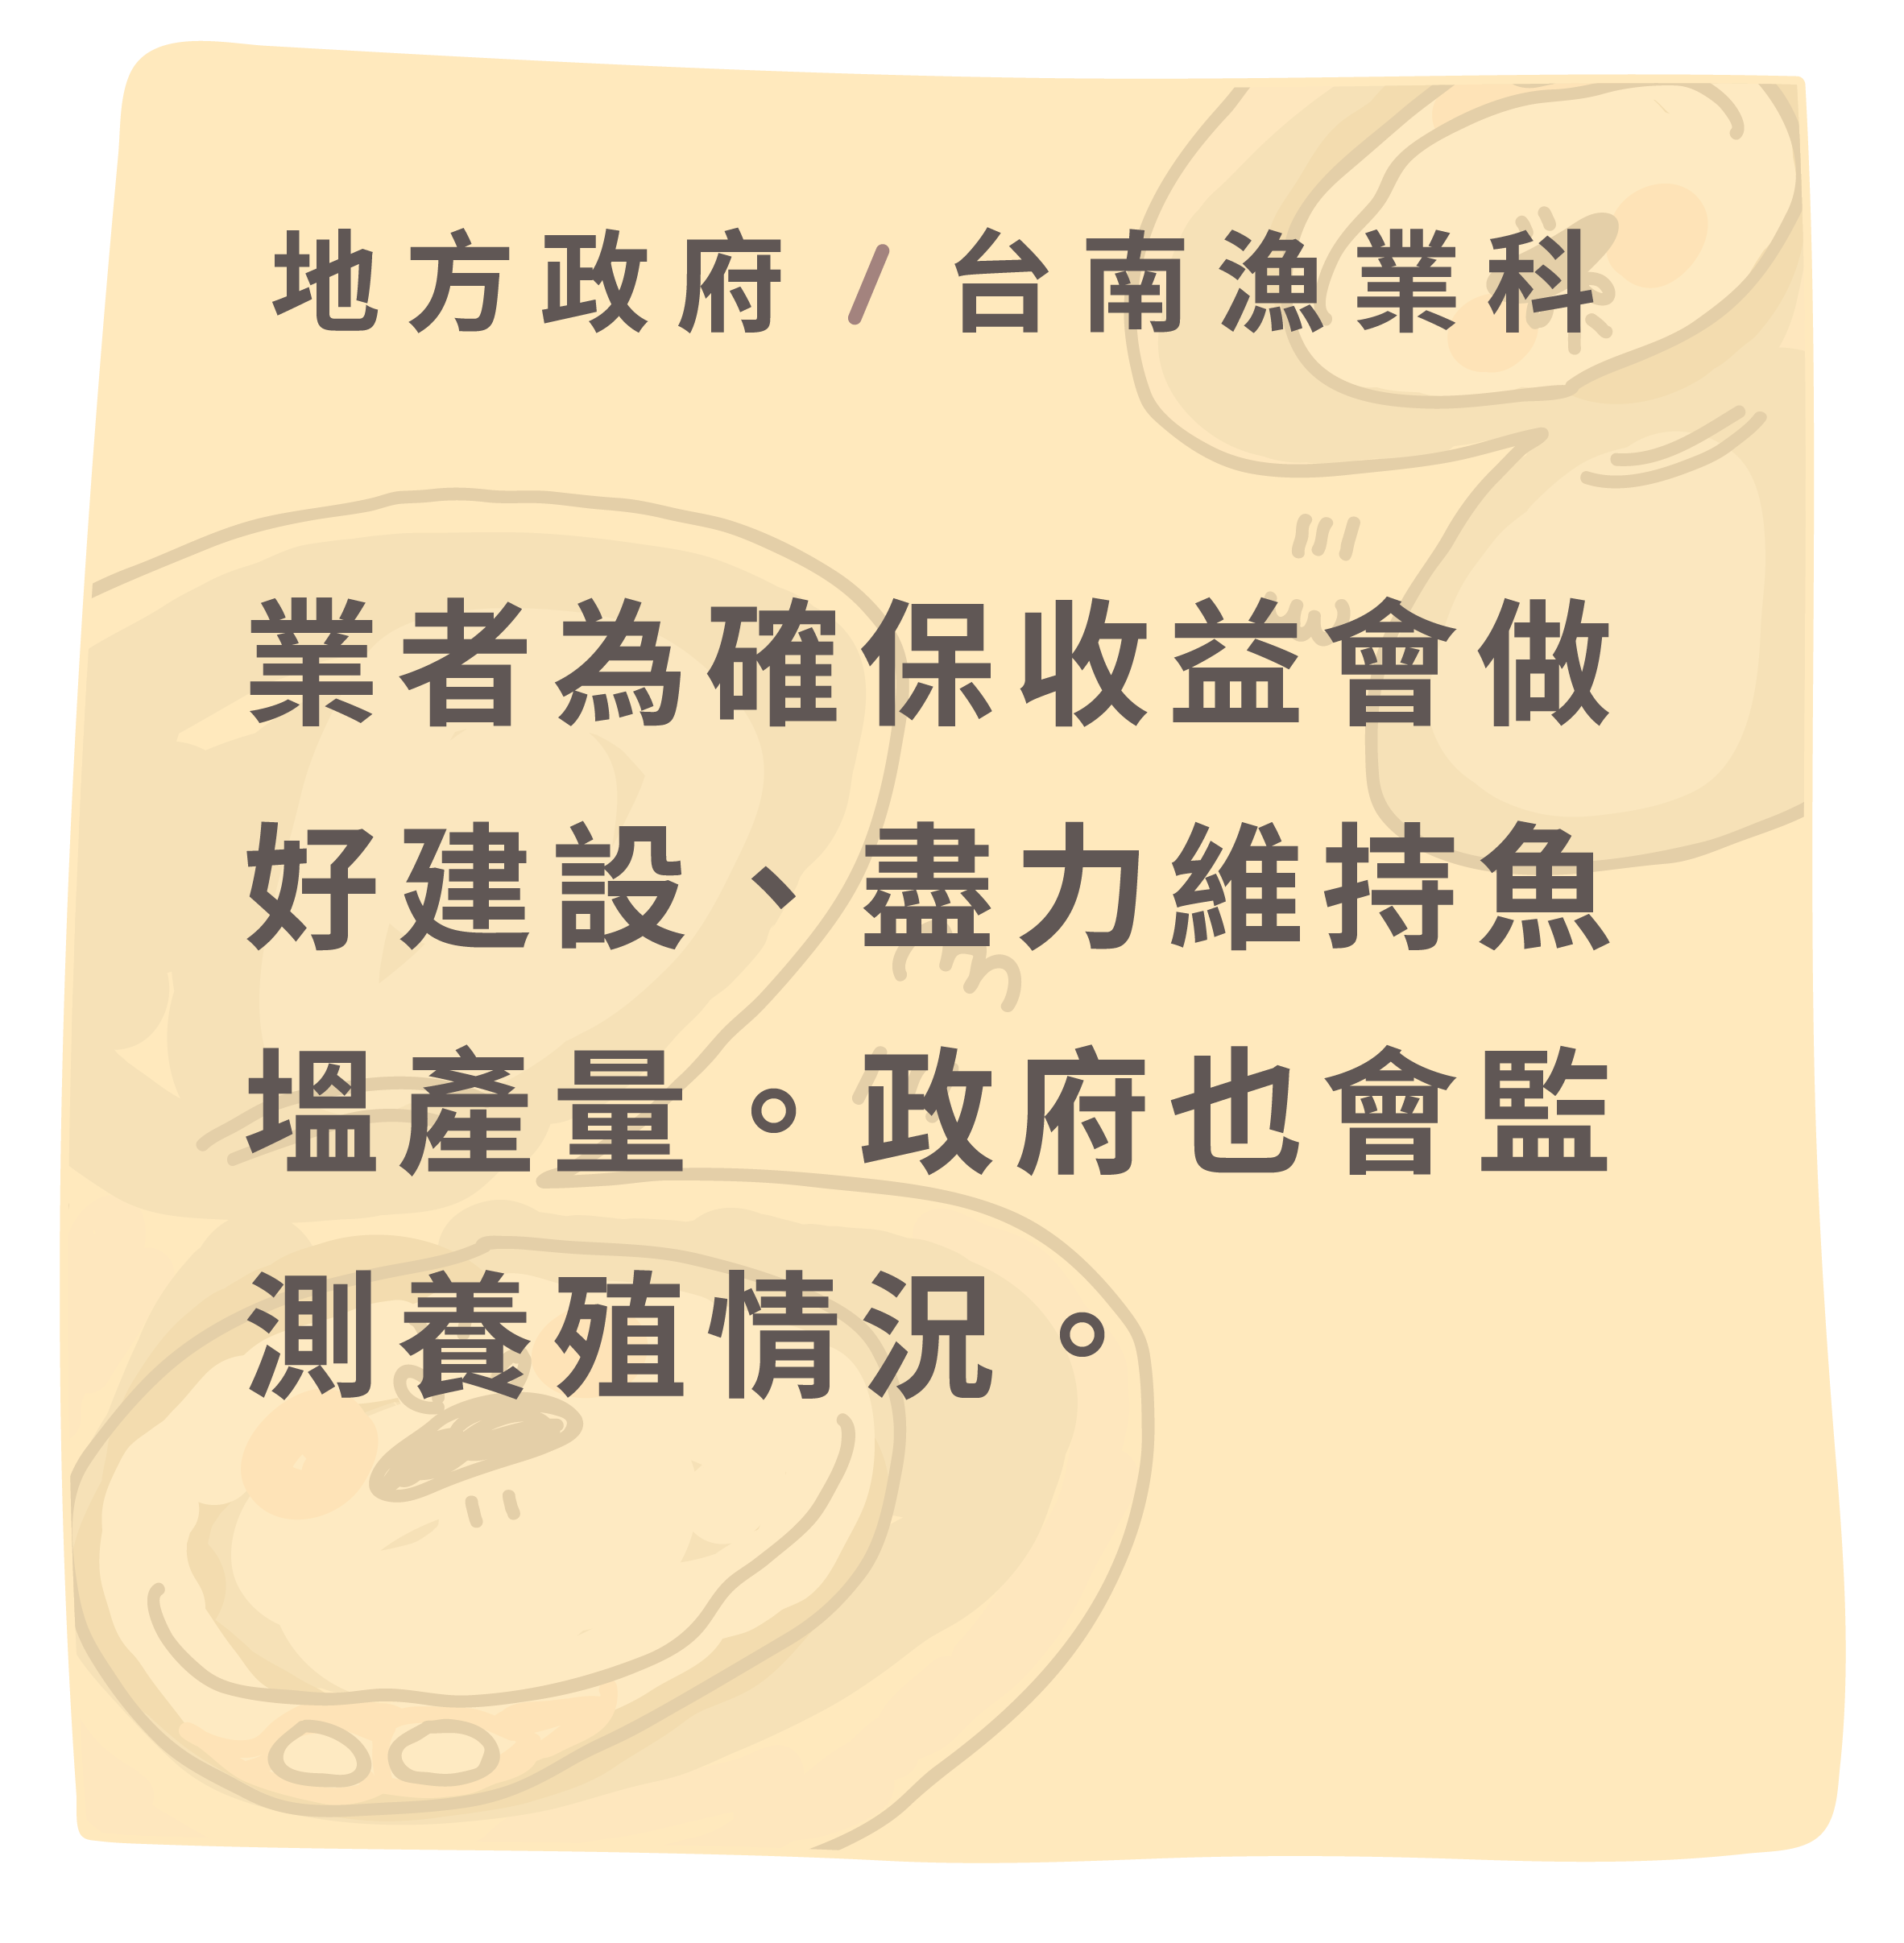 地方政府/台南漁業科
業者為確保收益會做
好建設、盡力維持魚
塭產量。政府也會監
測養殖情況。